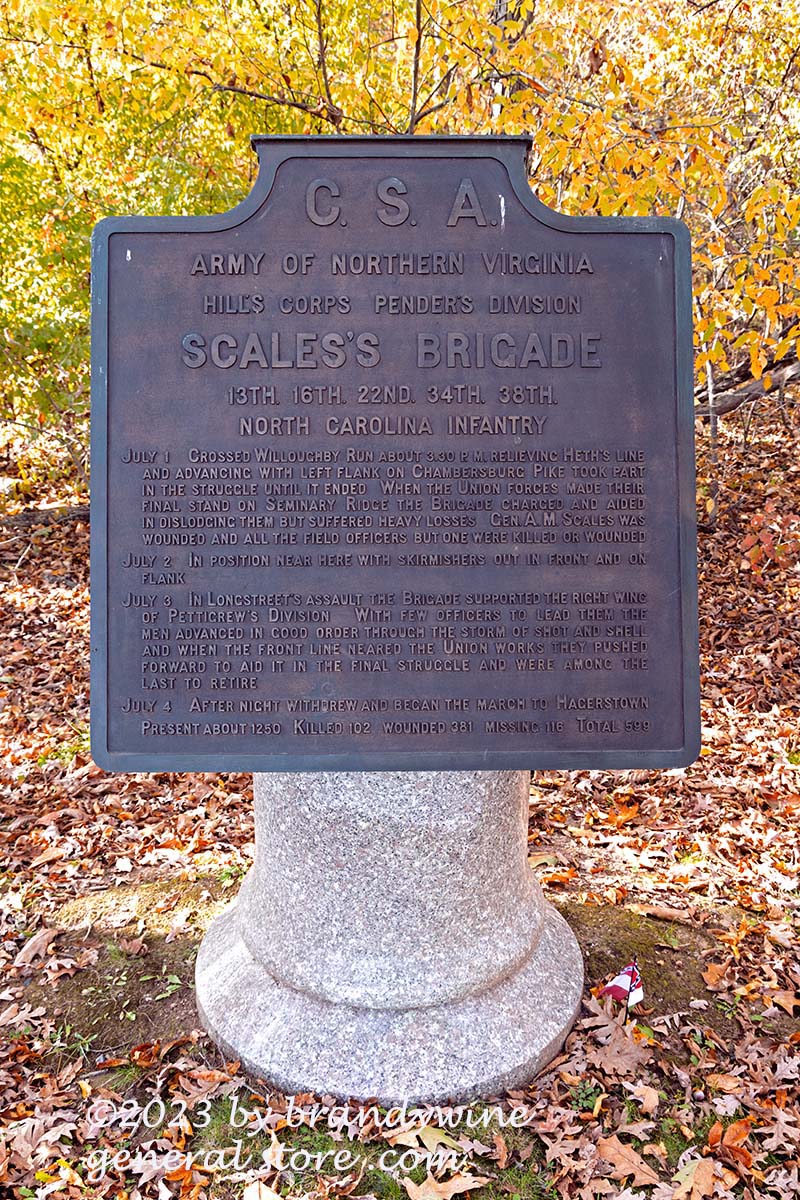 C. S. A.
ARMY OF NORTHERN VIRGINIA
HILL'S CORPS PENDER'S DIVISION
SCALES'S BRIGADE
13TH. 16TH. 22ND. 34TH. 38TH.
NORTH CAROLINA INFANTRY
JULY 1 CROSSED WILLOUGHBY RUN ABOUT 3.30 P.M. RELIEVING HETH'S LINE
AND ADVANCING WITH LEFT FLANK ON CHAMBERSBURG PIKE TOOK PART
IN THE STRUGGLE UNTIL IT ENDED WHEN THE UNION FORCES MADE THEIR
FINAL STAND ON SEMINARY RIDGE THE BRIGADE CHARGED AND AIDED
IN DISLODGING THEM BUT SUFFERED HEAVY LOSSES GEN. A.M. SCALES WAS
WOUNDED AND ALL THE FIELD OFFICERS BUT ONE WERE KILLED OR WOUNDED
JULY 2 IN POSITION NEAR HERE WITH SKIRMISHERS OUT IN FRONT AND ON
FLANK
JULY 3 IN LONGSTREET'S ASSAULT THE BRIGADE SUPPORTED THE RIGHT WING
OF PETTIGREW'S DIVISION WITH FEW OFFICERS TO LEAD THEM THE
MEN ADVANCED IN GOOD ORDER THROUGH THE STORM OF SHOT AND SHELL
AND WHEN THE FRONT LINE NEARED THE UNION WORKS THEY PUSHED
FORWARD TO AID IT IN THE FINAL STRUGGLE AND WERE AMONG THE
LAST TO RETIRE
JULY 4 AFTER NIGHT WITHDREW AND BEGAN THE MARCH TO HAGERSTOWN
PRESENT ABOUT 1250 KILLED 102 WOUNDED 381 MISSING 116 TOTAL 599
©2023 by brandywine
general store.com